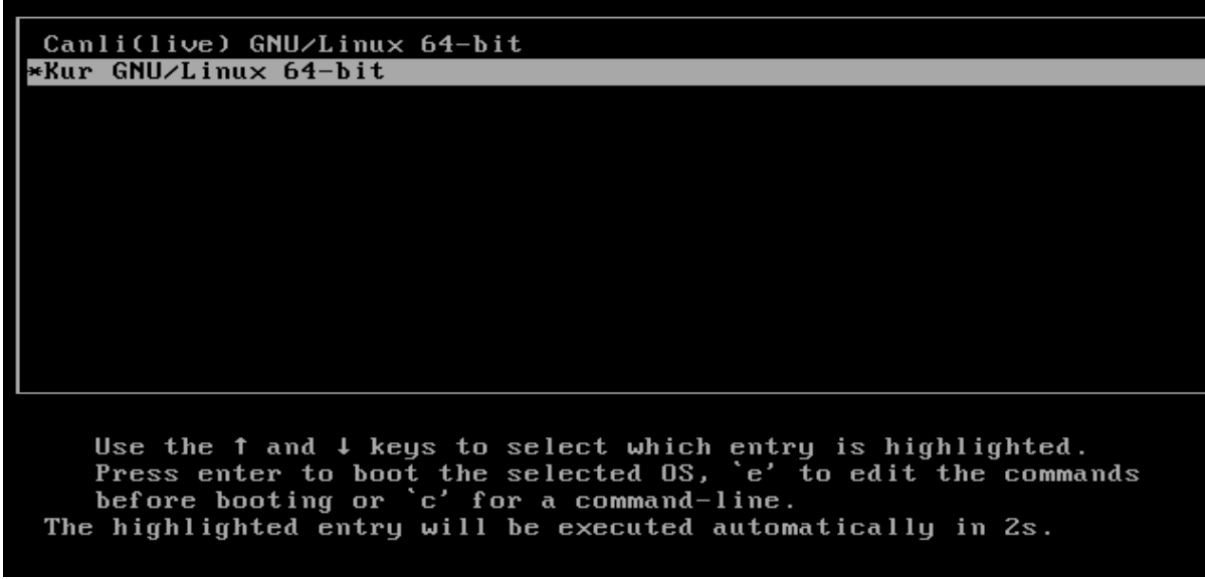 Canli(live) GNU/Linux 64-bit
*Kur GNU/Linux 64-bit
Use the ↑ and ↓ keys to select which entry is highlighted.
Press enter to boot the selected OS, `e' to edit the commands
before booting or `c' for a command-line.
The highlighted entry will be executed automatically in 2s.